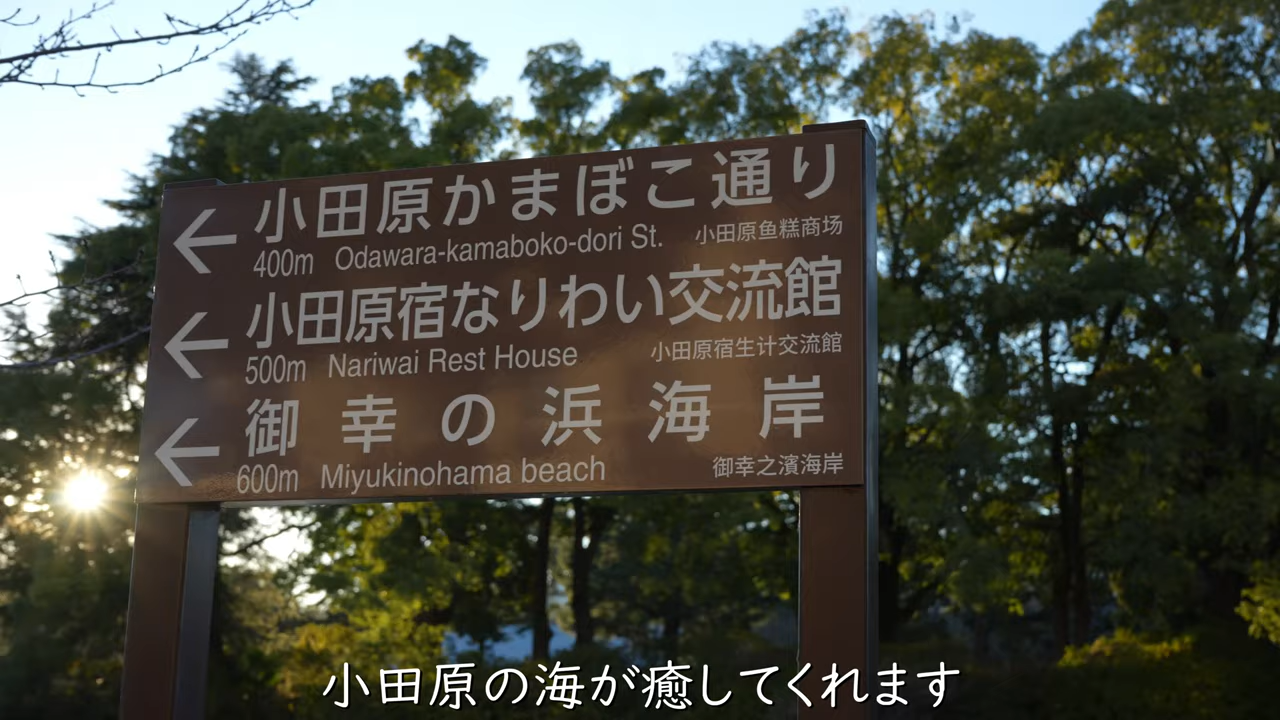 ← 小田原かまぼこ通り
400m Odawara-kamaboko-dori St. 小田原鱼糕商场
← 小田原宿なりわい交流館
500m Nariwai Rest House 小田原宿生计交流館
← 御幸の浜海岸
600m Miyukinohama beach 御幸之濱海岸
小田原の海が癒してくれます